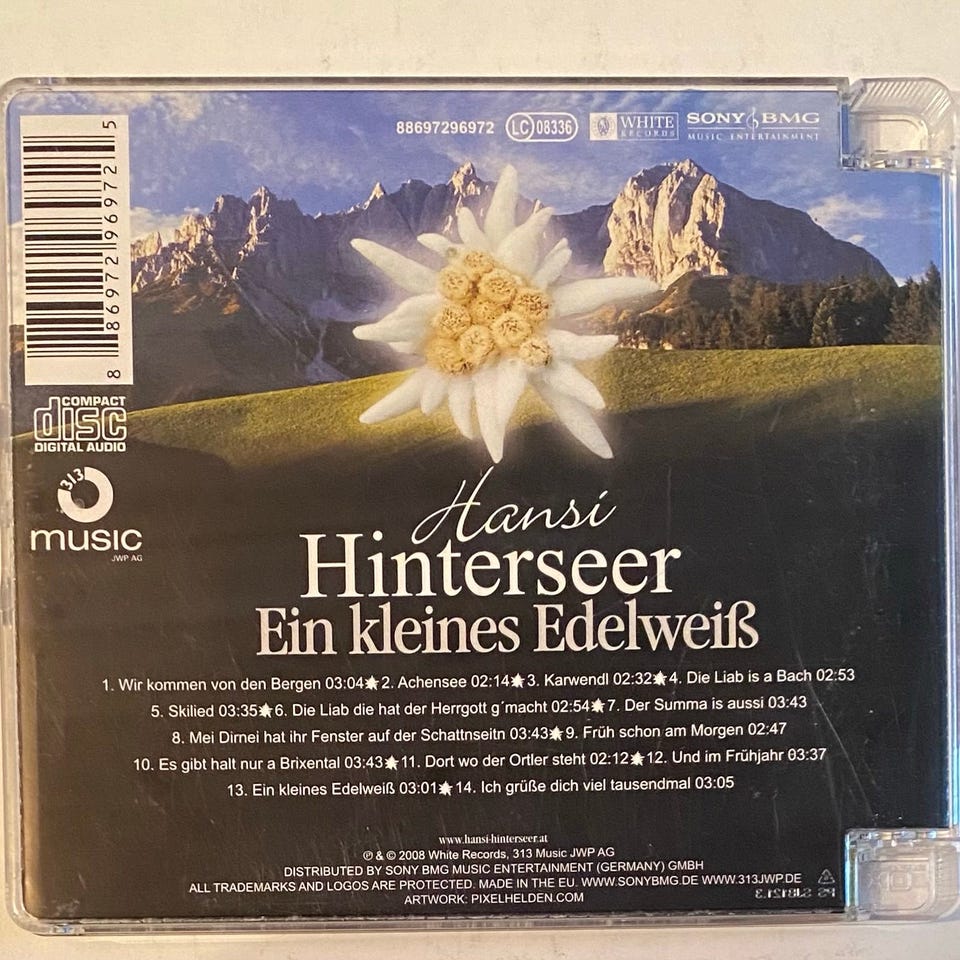 88697296972 LC 08336 WHITE RECORDS SONY BMG
MUSIC ENTERTAINMENT
8 86972 96972 5
COMPACT
disc
DIGITAL AUDIO
313
music
JWP AG
Hansi
Hinterseer
Ein kleines Edelweiß
1. Wir kommen von den Bergen 03:04 2. Achensee 02:14 3. Karwendl 02:32 4. Die Liab is a Bach 02:53
5. Skilied 03:35 6. Die Liab die hat der Herrgott g´macht 02:54 7. Der Summa is aussi 03:43
8. Mei Dirnei hat ihr Fenster auf der Schattnseitn 03:43 9. Früh schon am Morgen 02:47
10. Es gibt halt nur a Brixental 03:43 11. Dort wo der Ortler steht 02:12 12. Und im Frühjahr 03:37
13. Ein kleines Edelweiß 03:01 14. Ich grüße dich viel tausendmal 03:05
www.hansi-hinterseer.at
℗ & © 2008 White Records, 313 Music JWP AG
DISTRIBUTED BY SONY BMG MUSIC ENTERTAINMENT (GERMANY) GMBH
ALL TRADEMARKS AND LOGOS ARE PROTECTED. MADE IN THE EU. WWW.SONYBMG.DE WWW.313JWP.DE
ARTWORK: PIXELHELDEN.COM